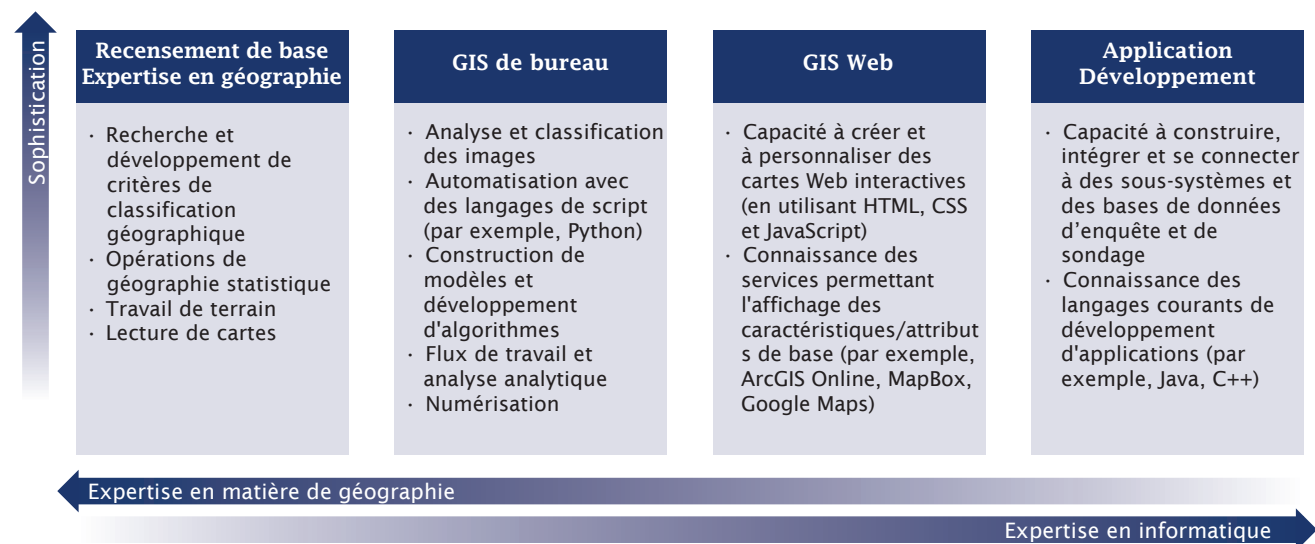 Sophistication
Recensement de base
Expertise en géographie
· Recherche et
développement de
critères de
classification
géographique
· Opérations de
géographie statistique
· Travail de terrain
· Lecture de cartes
GIS de bureau
· Analyse et classification
des images
· Automatisation avec
des langages de script
(par exemple, Python)
· Construction de
modèles et
développement
d'algorithmes
· Flux de travail et
analyse analytique
· Numérisation
GIS Web
· Capacité à créer et
à personnaliser des
cartes Web interactives
(en utilisant HTML, CSS
et JavaScript)
· Connaissance des
services permettant
l'affichage des
caractéristiques/attribut
s de base (par exemple,
ArcGIS Online, MapBox,
Google Maps)
Application
Développement
· Capacité à construire,
intégrer et se connecter
à des sous-systèmes et
des bases de données
d’enquête et de
sondage
· Connaissance des
langages courants de
développement
d'applications (par
exemple, Java, C++)
Expertise en matière de géographie
Expertise en informatique